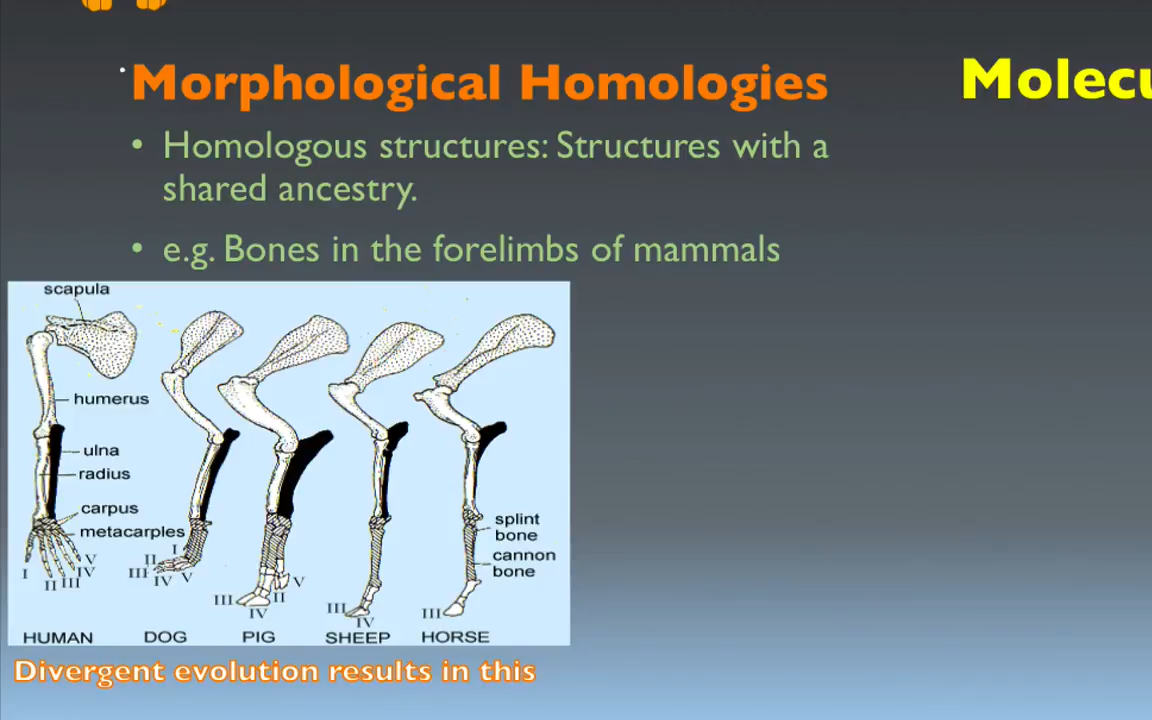 Morphological Homologies
Molecu
• Homologous structures: Structures with a
shared ancestry.
• e.g. Bones in the forelimbs of mammals
scapula
humerus
ulna
radius
carpus
metacarples
I
II
III
IV
V
I
II
III
IV
V
III
IV
II
V
III
IV
III
splint
bone
cannon
bone
HUMAN DOG PIG SHEEP HORSE
Divergent evolution results in this